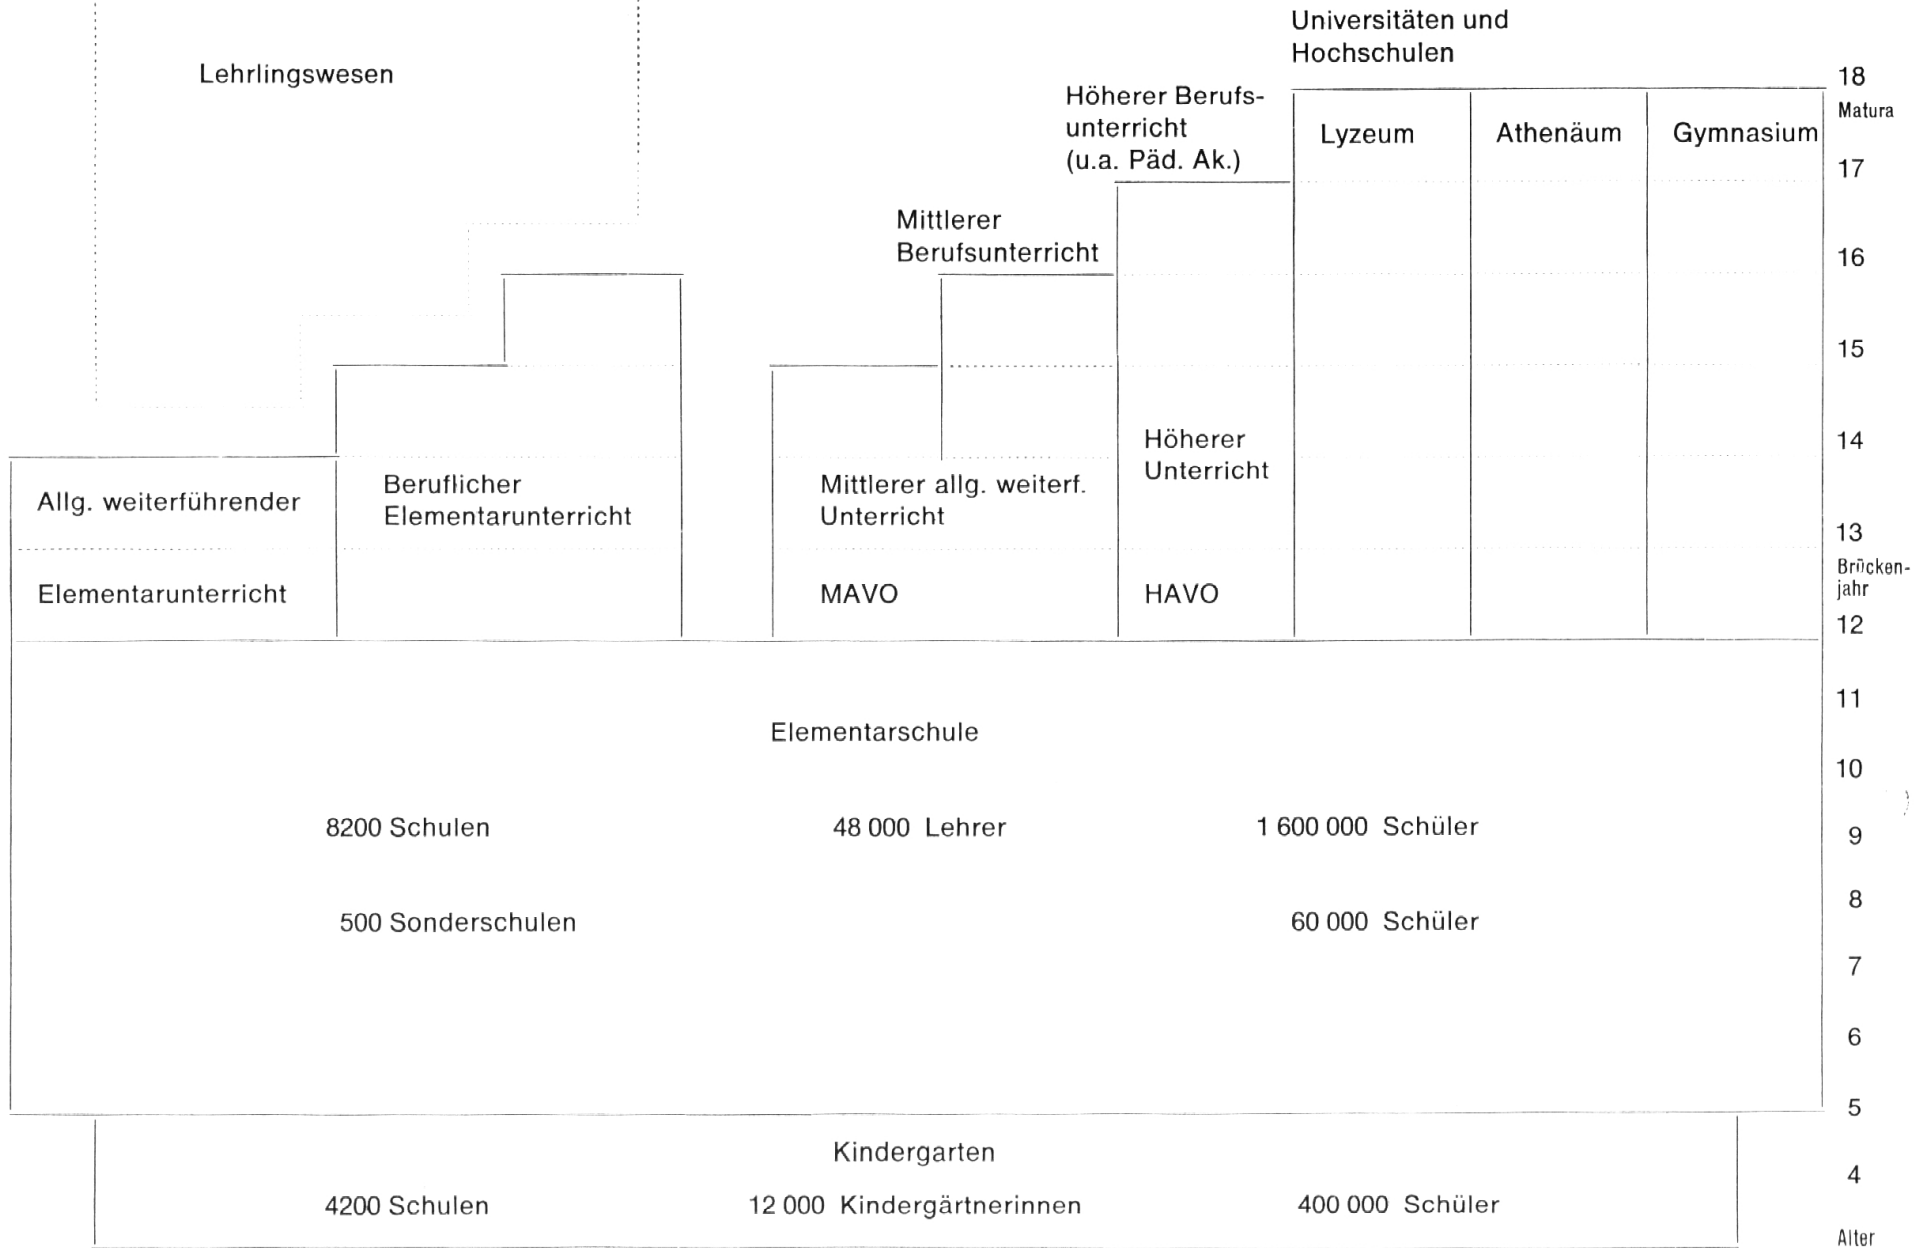 Universitäten und
Hochschulen
Lehrlingswesen
18
Höherer Berufs-
unterricht
(u.a. Päd. Ak.)
Matura
Lyzeum
Athenäum
Gymnasium
17
Mittlerer
Berufsunterricht
16
15
14
Höherer
Unterricht
Allg. weiterführender
Beruflicher
Elementarunterricht
Mittlerer allg. weiterf.
Unterricht
13
Brücken-
jahr
Elementarunterricht
MAVO
HAVO
12
11
Elementarschule
10
8200 Schulen
48 000 Lehrer
1 600 000 Schüler
9
8
500 Sonderschulen
60 000 Schüler
7
6
5
Kindergarten
4
4200 Schulen
12 000 Kindergärtnerinnen
400 000 Schüler
Alter